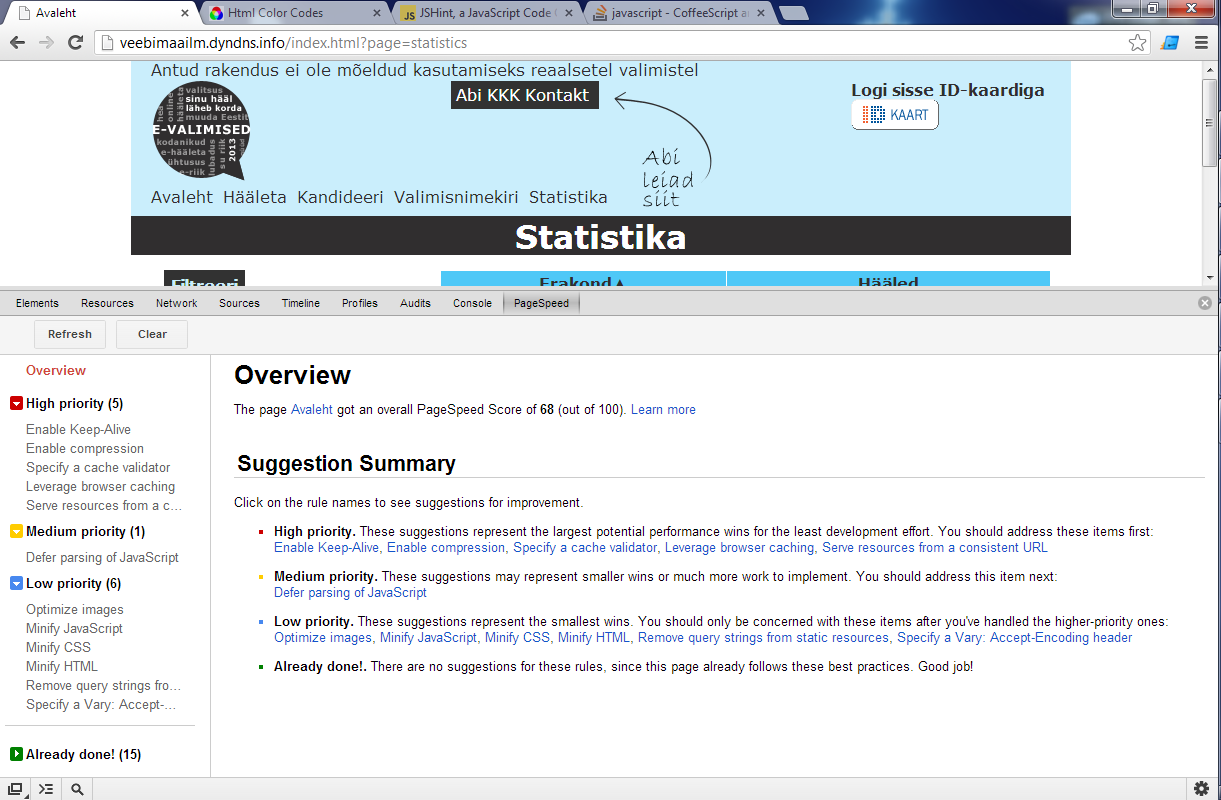 Avaleht
Html Color Codes
JSHint, a JavaScript Code
javascript - CoffeeScript a
veebimaailm.dyndns.info/index.html?page=statistics
Antud rakendus ei ole mõeldud kasutamiseks reaalsetel valimistel
valitsus
sinu hääl
läheb korda
muuda Eestit
E-VALIMISED
kodanikud
e-hääleta
ühtsus
e-riik
hea
online
hääleta
lubadus
su riik
2013
Abi KKK Kontakt
Abi
leiad
siit
Logi sisse ID-kaardiga
KAART
Avaleht Hääleta Kandideeri Valimisnimekiri Statistika
Statistika
Filtreeri
Erakond▲
Hääled
Elements Resources Network Sources Timeline Profiles Audits Console PageSpeed
Refresh Clear
Overview
High priority (5)
Enable Keep-Alive
Enable compression
Specify a cache validator
Leverage browser caching
Serve resources from a c...
Medium priority (1)
Defer parsing of JavaScript
Low priority (6)
Optimize images
Minify JavaScript
Minify CSS
Minify HTML
Remove query strings fro...
Specify a Vary: Accept-...
Already done! (15)
Overview
The page Avaleht got an overall PageSpeed Score of 68 (out of 100). Learn more
Suggestion Summary
Click on the rule names to see suggestions for improvement.
High priority. These suggestions represent the largest potential performance wins for the least development effort. You should address these items first:
Enable Keep-Alive, Enable compression, Specify a cache validator, Leverage browser caching, Serve resources from a consistent URL
Medium priority. These suggestions may represent smaller wins or much more work to implement. You should address this item next:
Defer parsing of JavaScript
Low priority. These suggestions represent the smallest wins. You should only be concerned with these items after you've handled the higher-priority ones:
Optimize images, Minify JavaScript, Minify CSS, Minify HTML, Remove query strings from static resources, Specify a Vary: Accept-Encoding header
Already done!. There are no suggestions for these rules, since this page already follows these best practices. Good job!